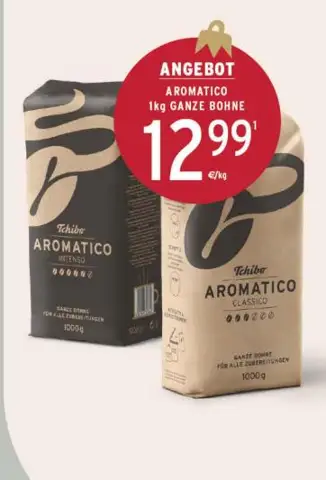 ANGEBOT
AROMATICO
1kg GANZE BOHNE
12.99¹
€/kg
Tchibo
AROMATICO
INTENSO
GANZE BOHNE
FÜR ALLE ZUBEREITUNGEN
1000g
Tchibo
AROMATICO
CLASSICO
GANZE BOHNE
FÜR ALLE ZUBEREITUNGEN
1000g